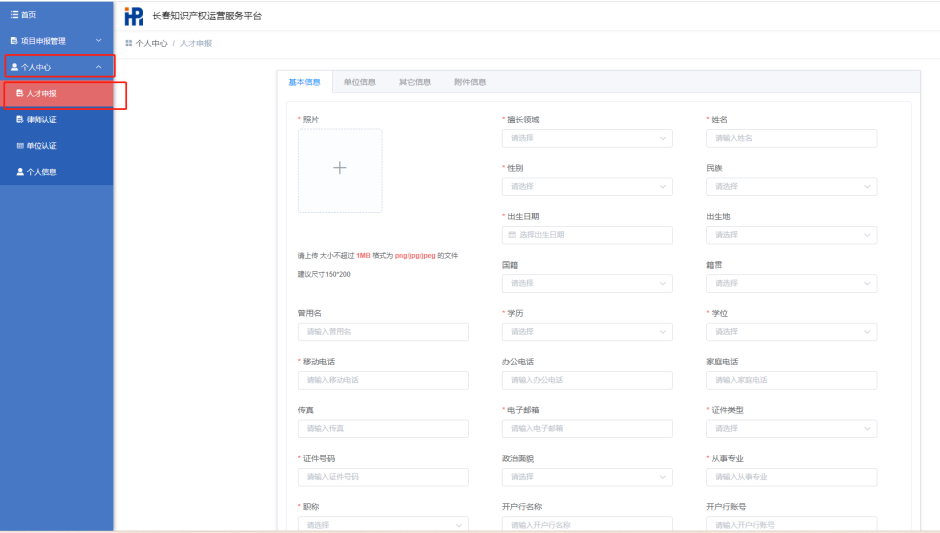 首页
项目申报管理
个人中心
人才申报
律师认证
单位认证
个人信息
长春知识产权运营服务平台
个人中心 / 人才申报
基本信息 单位信息 其它信息 附件信息
* 照片 * 擅长领域 * 姓名
请选择 请输入姓名
* 性别 民族
请选择 请选择
* 出生日期 出生地
选择出生日期 请选择
请上传 大小不超过 1MB 格式为 png/jpg/jpeg 的文件
建议尺寸150*200
国籍 籍贯
请选择 请选择
曾用名 * 学历 * 学位
请输入曾用名 请选择 请选择
* 移动电话 办公电话 家庭电话
请输入移动电话 请输入办公电话 请输入家庭电话
传真 * 电子邮箱 * 证件类型
请输入传真 请输入电子邮箱 请选择
* 证件号码 政治面貌 * 从事专业
请输入证件号码 请选择 请输入从事专业
* 职称 开户行名称 开户行账号
请选择 请输入开户行名称 请输入开户行账号